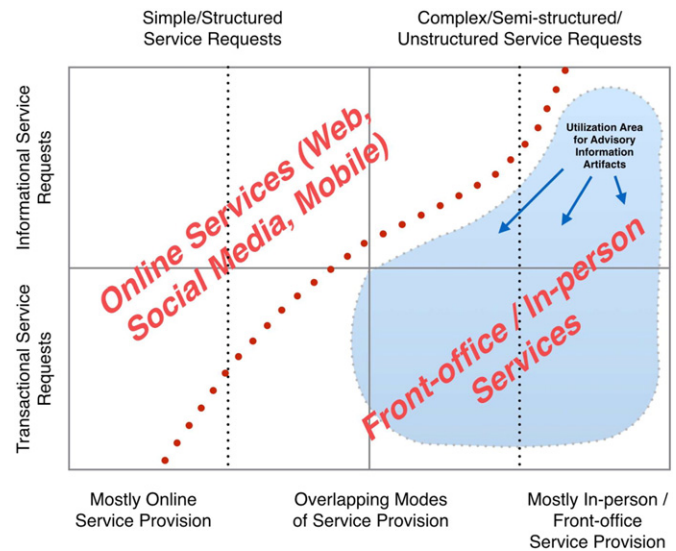 Simple/Structured
Service Requests
Complex/Semi-structured/
Unstructured Service Requests
Informational Service
Requests
Transactional Service
Requests
Online Services (Web,
Social Media, Mobile)
Utilization Area
for Advisory
Information
Artifacts
Front-office / In-person
Services
Mostly Online
Service Provision
Overlapping Modes
of Service Provision
Mostly In-person /
Front-office
Service Provision